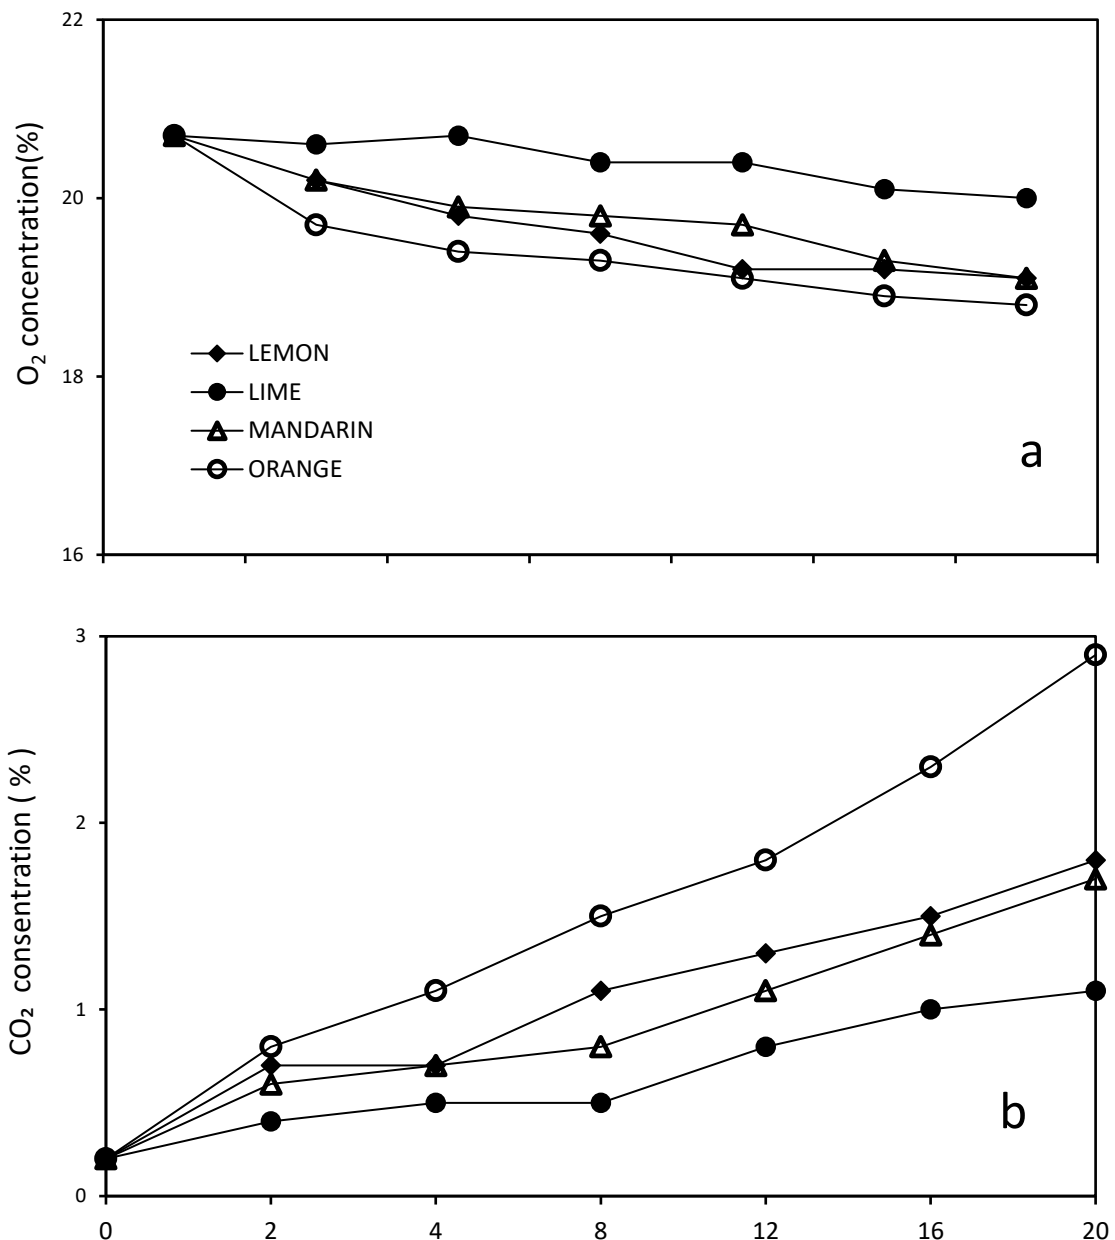 22
20
18
16
O₂ concentration(%)
LEMON
LIME
MANDARIN
ORANGE
a
3
2
1
0
CO₂ consentration ( % )
b
0 2 4 8 12 16 20